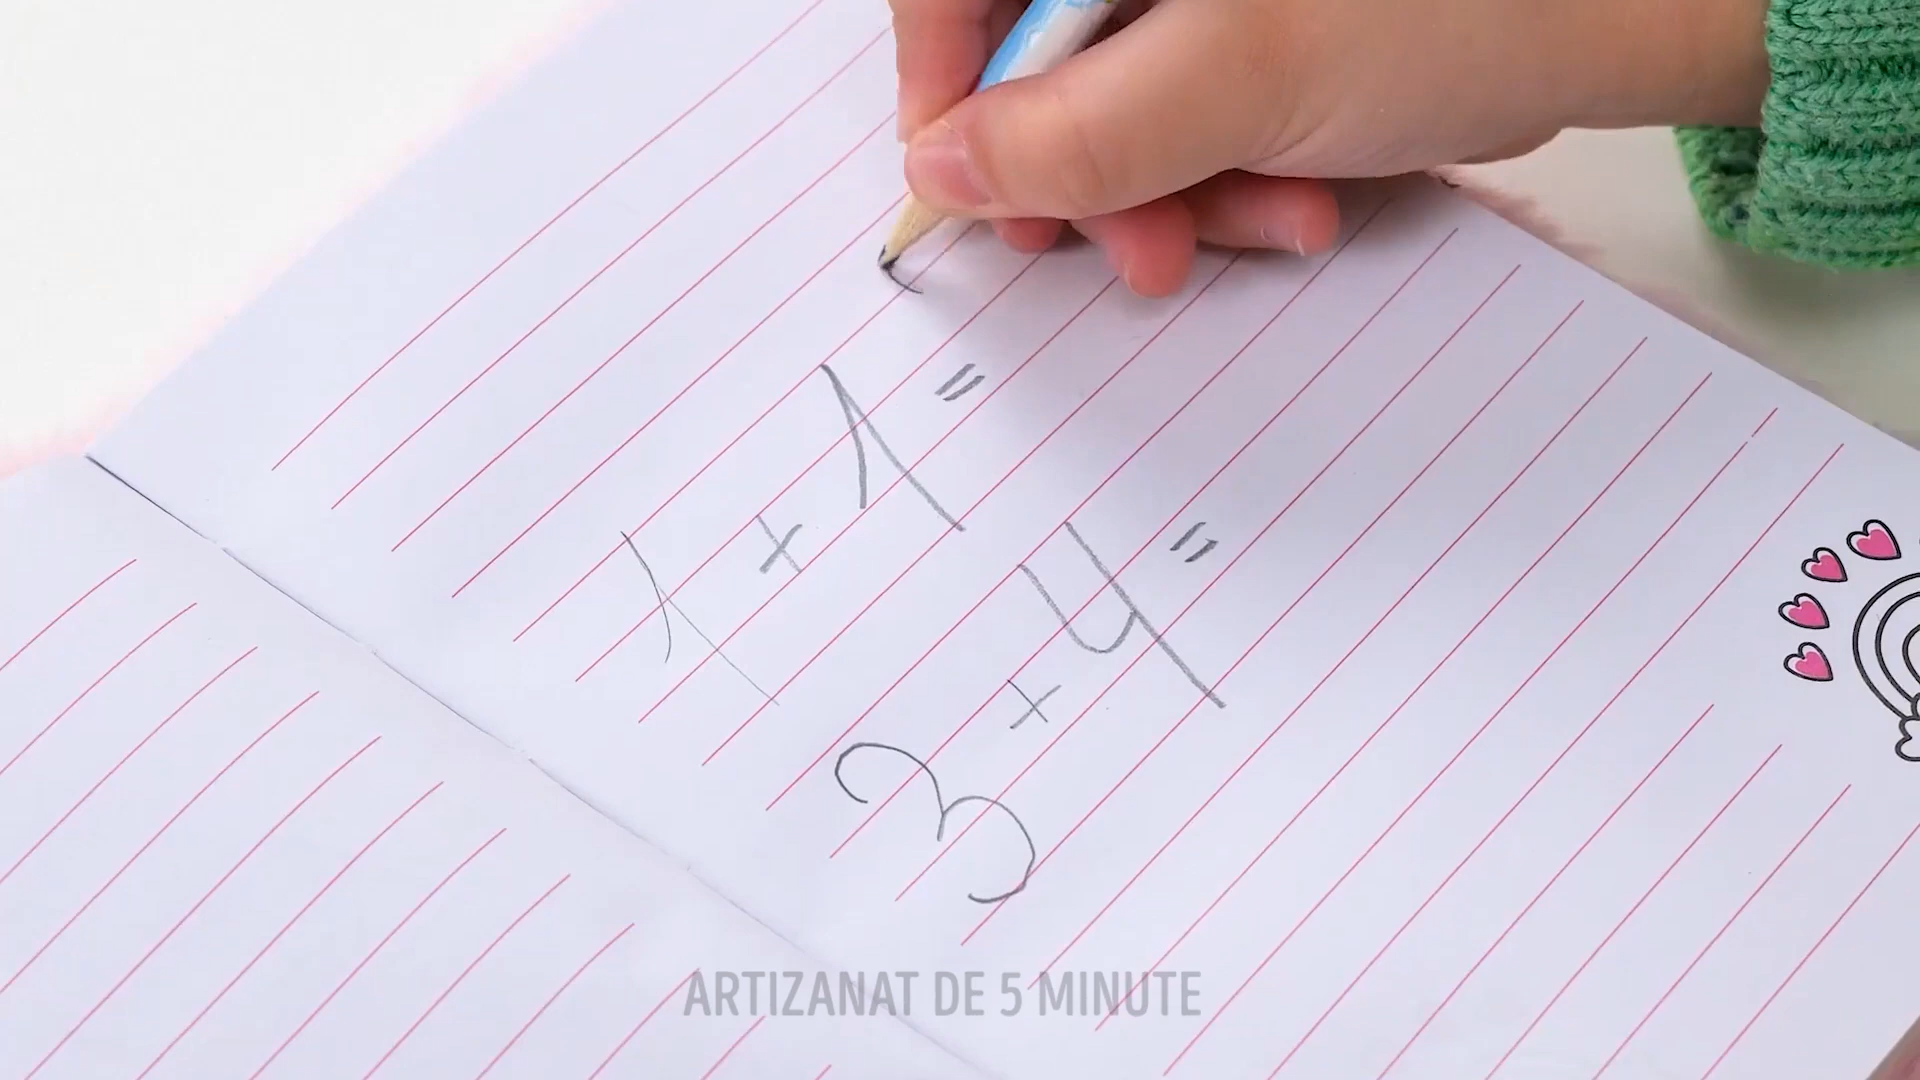 1 + 1 =
3 + 4 =
ARTIZANAT DE 5 MINUTE